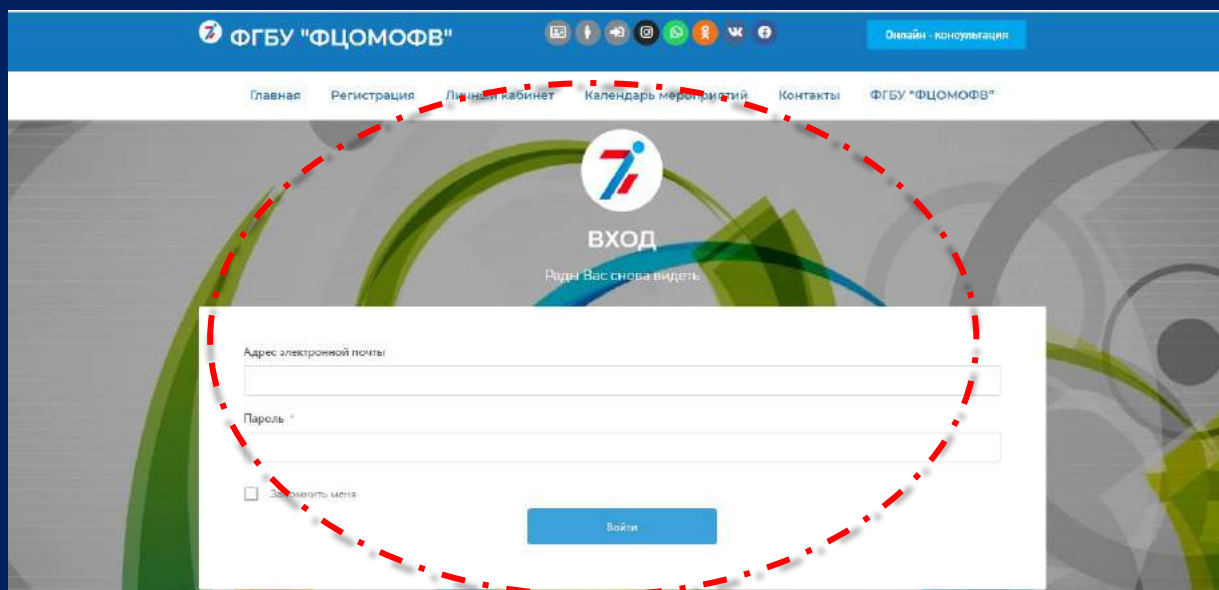 ФГБУ "ФЦОМОФВ"
Онлайн - консультация
Главная Регистрация Личный кабинет Календарь мероприятий Контакты ФГБУ "ФЦОМОФВ"
ВХОД
Рады Вас снова видеть
Адрес электронной почты
Пароль *
Запомнить меня
Войти